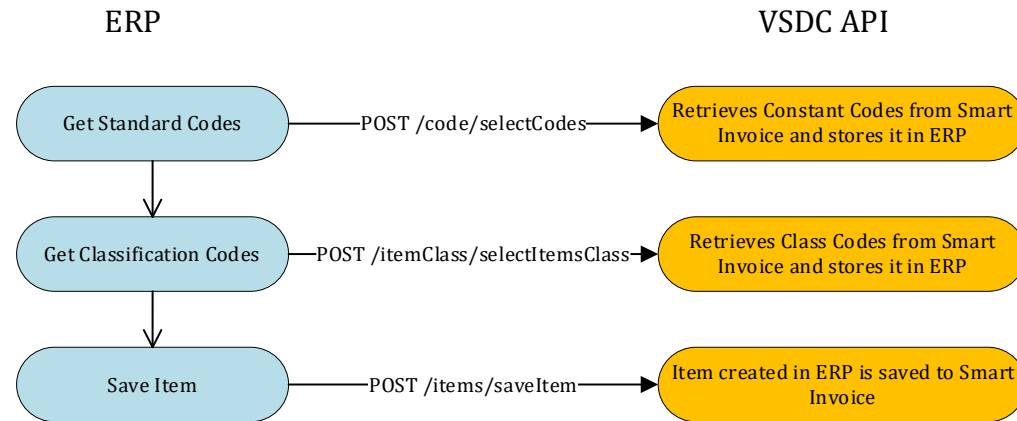 ERP
VSDC API
Get Standard Codes
POST /code/selectCodes
Retrieves Constant Codes from Smart
Invoice and stores it in ERP
Get Classification Codes
POST /itemClass/selectItemsClass
Retrieves Class Codes from Smart
Invoice and stores it in ERP
Save Item
POST /items/saveItem
Item created in ERP is saved to Smart
Invoice